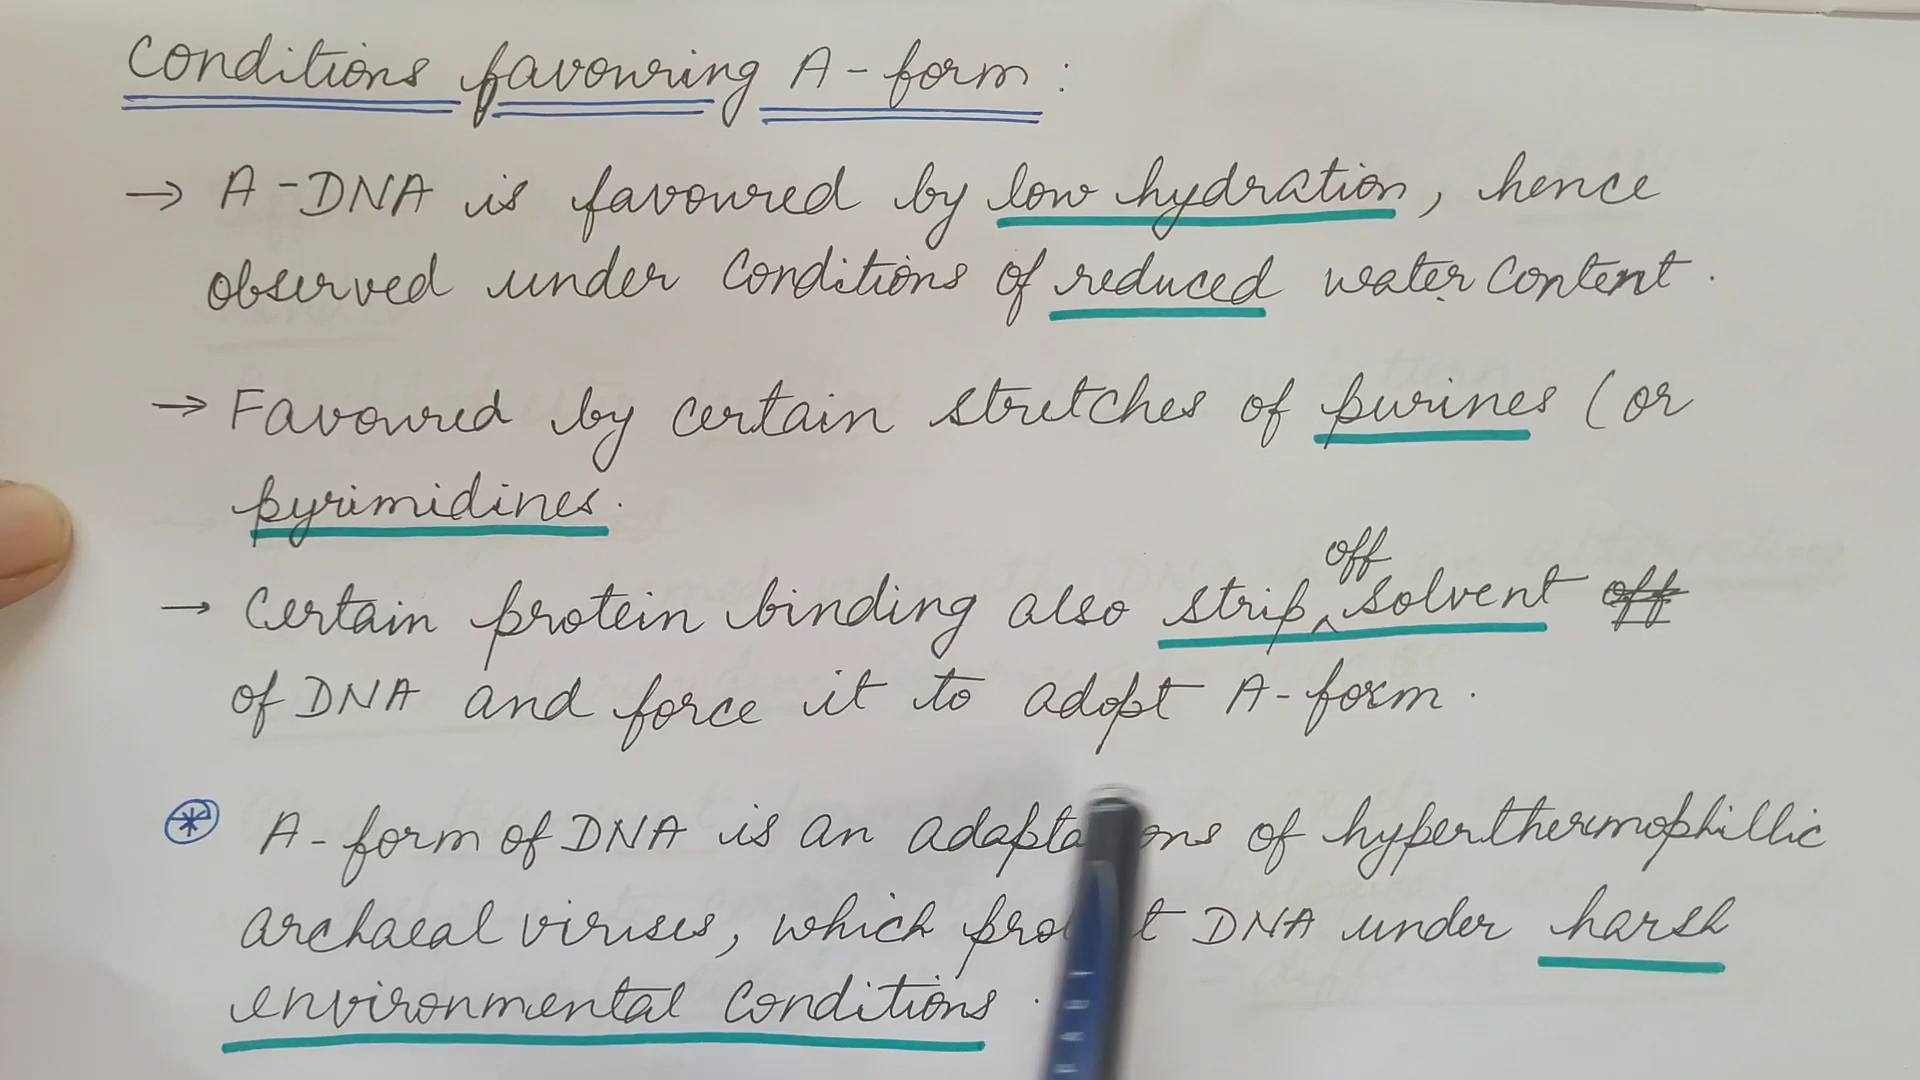 Conditions favouring A-form:
→ A-DNA is favoured by low hydration, hence
observed under conditions of reduced water content.
→ Favoured by certain stretches of purines (or
pyrimidines.
→ Certain protein binding also strip off solvent
of DNA and force it to adopt A-form.
A-form of DNA is an of hyperthermophillic
archaeal viruses, which DNA under harsh
environmental conditions.